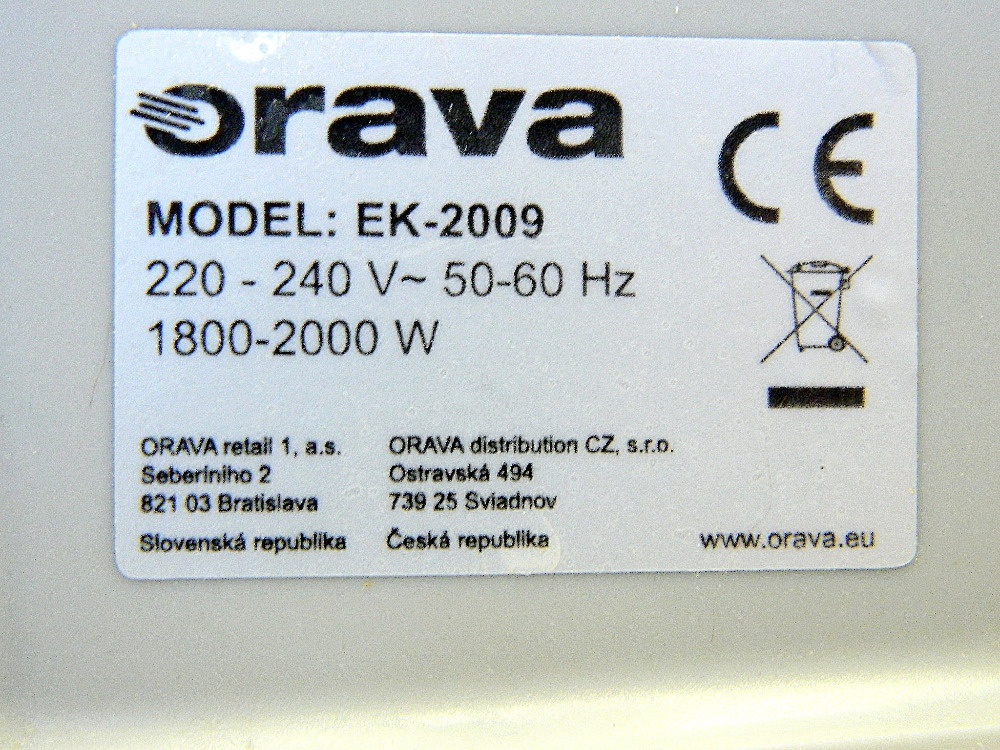 orava
CE
MODEL: EK-2009
220 - 240 V~ 50-60 Hz
1800-2000 W
ORAVA retail 1, a.s.
Seberíniho 2
821 03 Bratislava
Slovenská republika
ORAVA distribution CZ, s.r.o.
Ostravská 494
739 25 Sviadnov
Česká republika
www.orava.eu